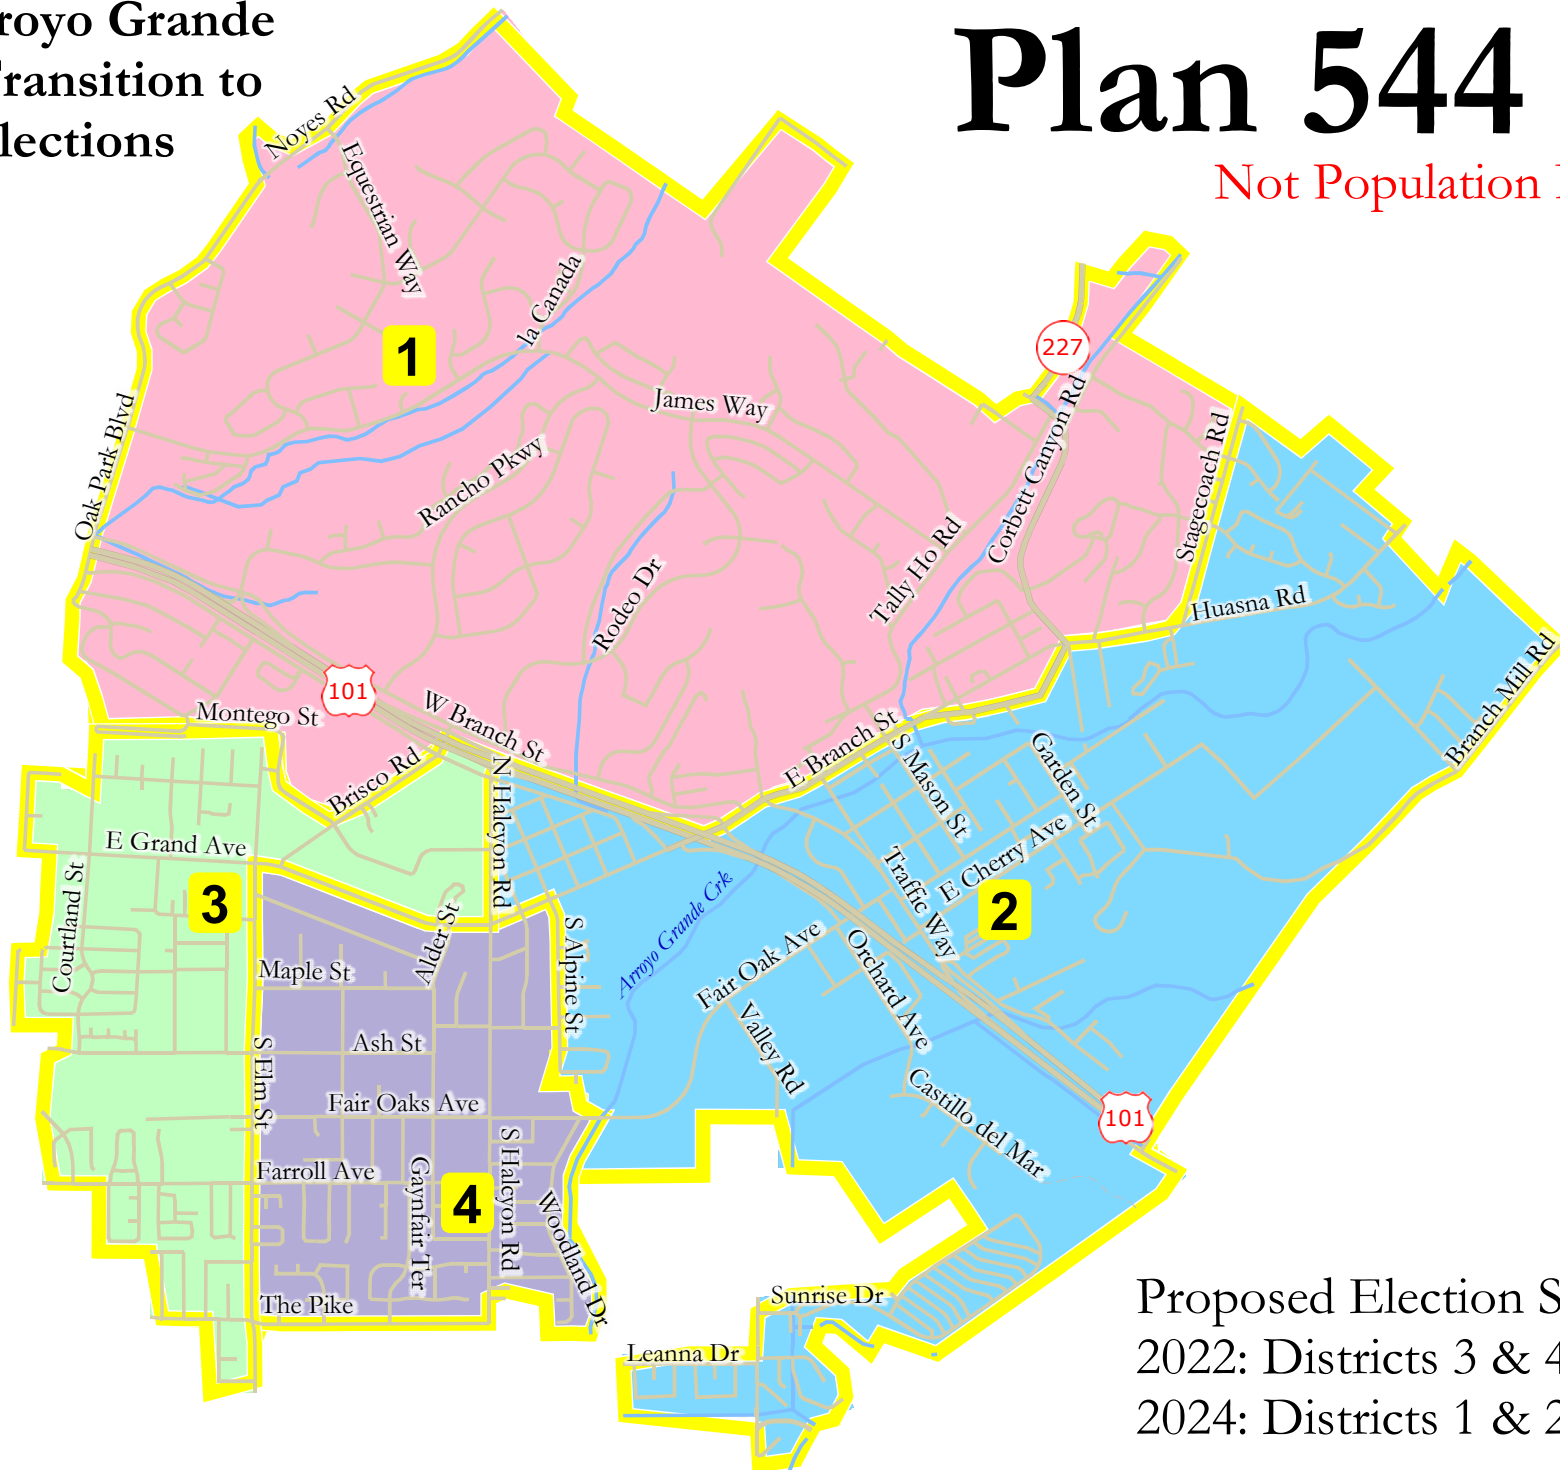 royo Grande
ransition to
lections
Plan 544
Not Population
Noyes Rd
Equestrian Way
la Canada
1
227
James Way
Oak Park Blvd
Corbett Canyon Rd
Stagecoach Rd
Rancho Pkwy
Tally Ho Rd
Rodeo Dr
Huasna Rd
Branch Mill Rd
101
Montego St
W Branch St
E Branch St
Brisco Rd
N Halcyon Rd
S Mason St
Garden St
E Grand Ave
E Cherry Ave
Traffic Way
3
2
Courtland St
Alder St
S Alpine St
Arroyo Grande Crk
Fair Oak Ave
Orchard Ave
Maple St
Valley Rd
Ash St
S Elm St
Castillo del Mar
Fair Oaks Ave
101
Farroll Ave
Gaynfair Ter
4
S Halcyon Rd
Woodland Dr
The Pike
Sunrise Dr
Leanna Dr
Proposed Election S
2022: Districts 3 & 4
2024: Districts 1 & 2